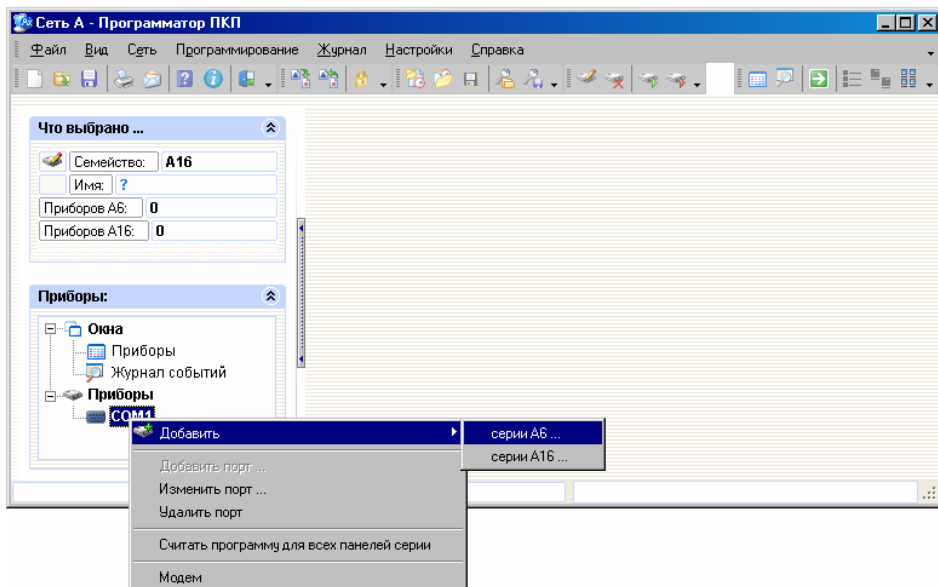 Сеть А - Программатор ПКП
Файл Вид Сеть Программирование Журнал Настройки Справка
Что выбрано ...
Семейство: А16
Имя: ?
Приборов А6: 0
Приборов А16: 0
Приборы:
Окна
Приборы
Журнал событий
Приборы
COM1
Добавить
серии А6 ...
серии А16 ...
Добавить порт ...
Изменить порт ...
Удалить порт
Считать программу для всех панелей серии
Модем